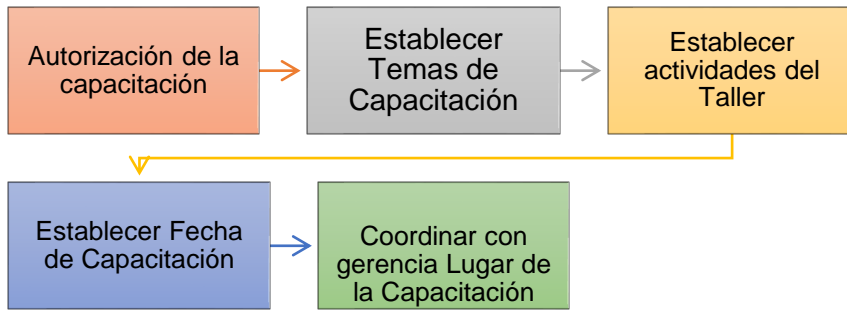 Autorización de la
capacitación
Establecer
Temas de
Capacitación
Establecer
actividades del
Taller
Establecer Fecha
de Capacitación
Coordinar con
gerencia Lugar de
la Capacitación